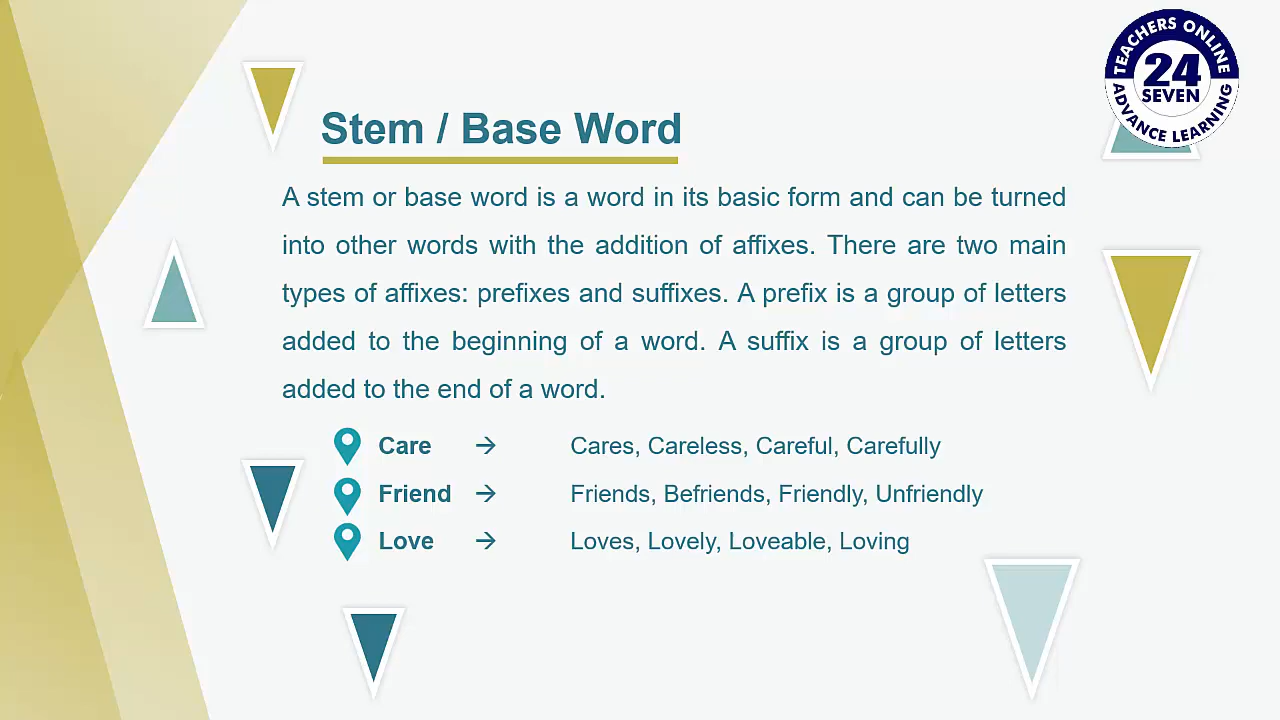 TEACHERS ONLINE
24
SEVEN
ADVANCE LEARNING
Stem / Base Word
A stem or base word is a word in its basic form and can be turned
into other words with the addition of affixes. There are two main
types of affixes: prefixes and suffixes. A prefix is a group of letters
added to the beginning of a word. A suffix is a group of letters
added to the end of a word.
Care → Cares, Careless, Careful, Carefully
Friend → Friends, Befriends, Friendly, Unfriendly
Love → Loves, Lovely, Loveable, Loving